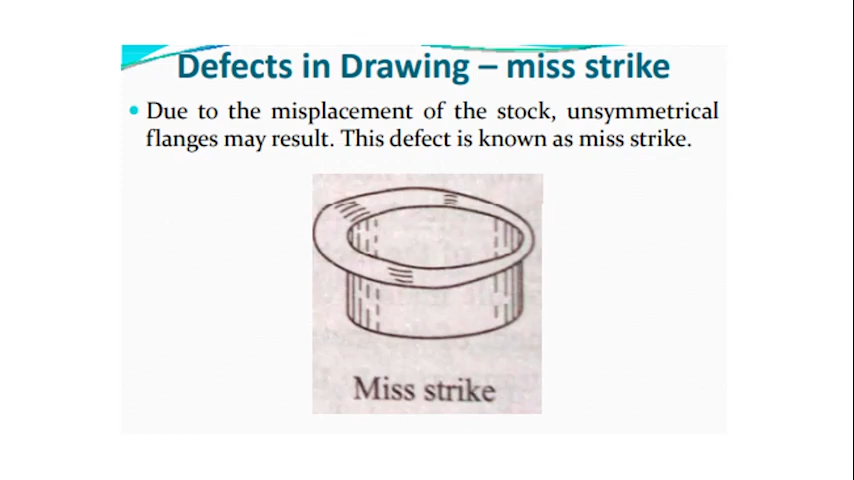 Defects in Drawing – miss strike
• Due to the misplacement of the stock, unsymmetrical
flanges may result. This defect is known as miss strike.
Miss strike